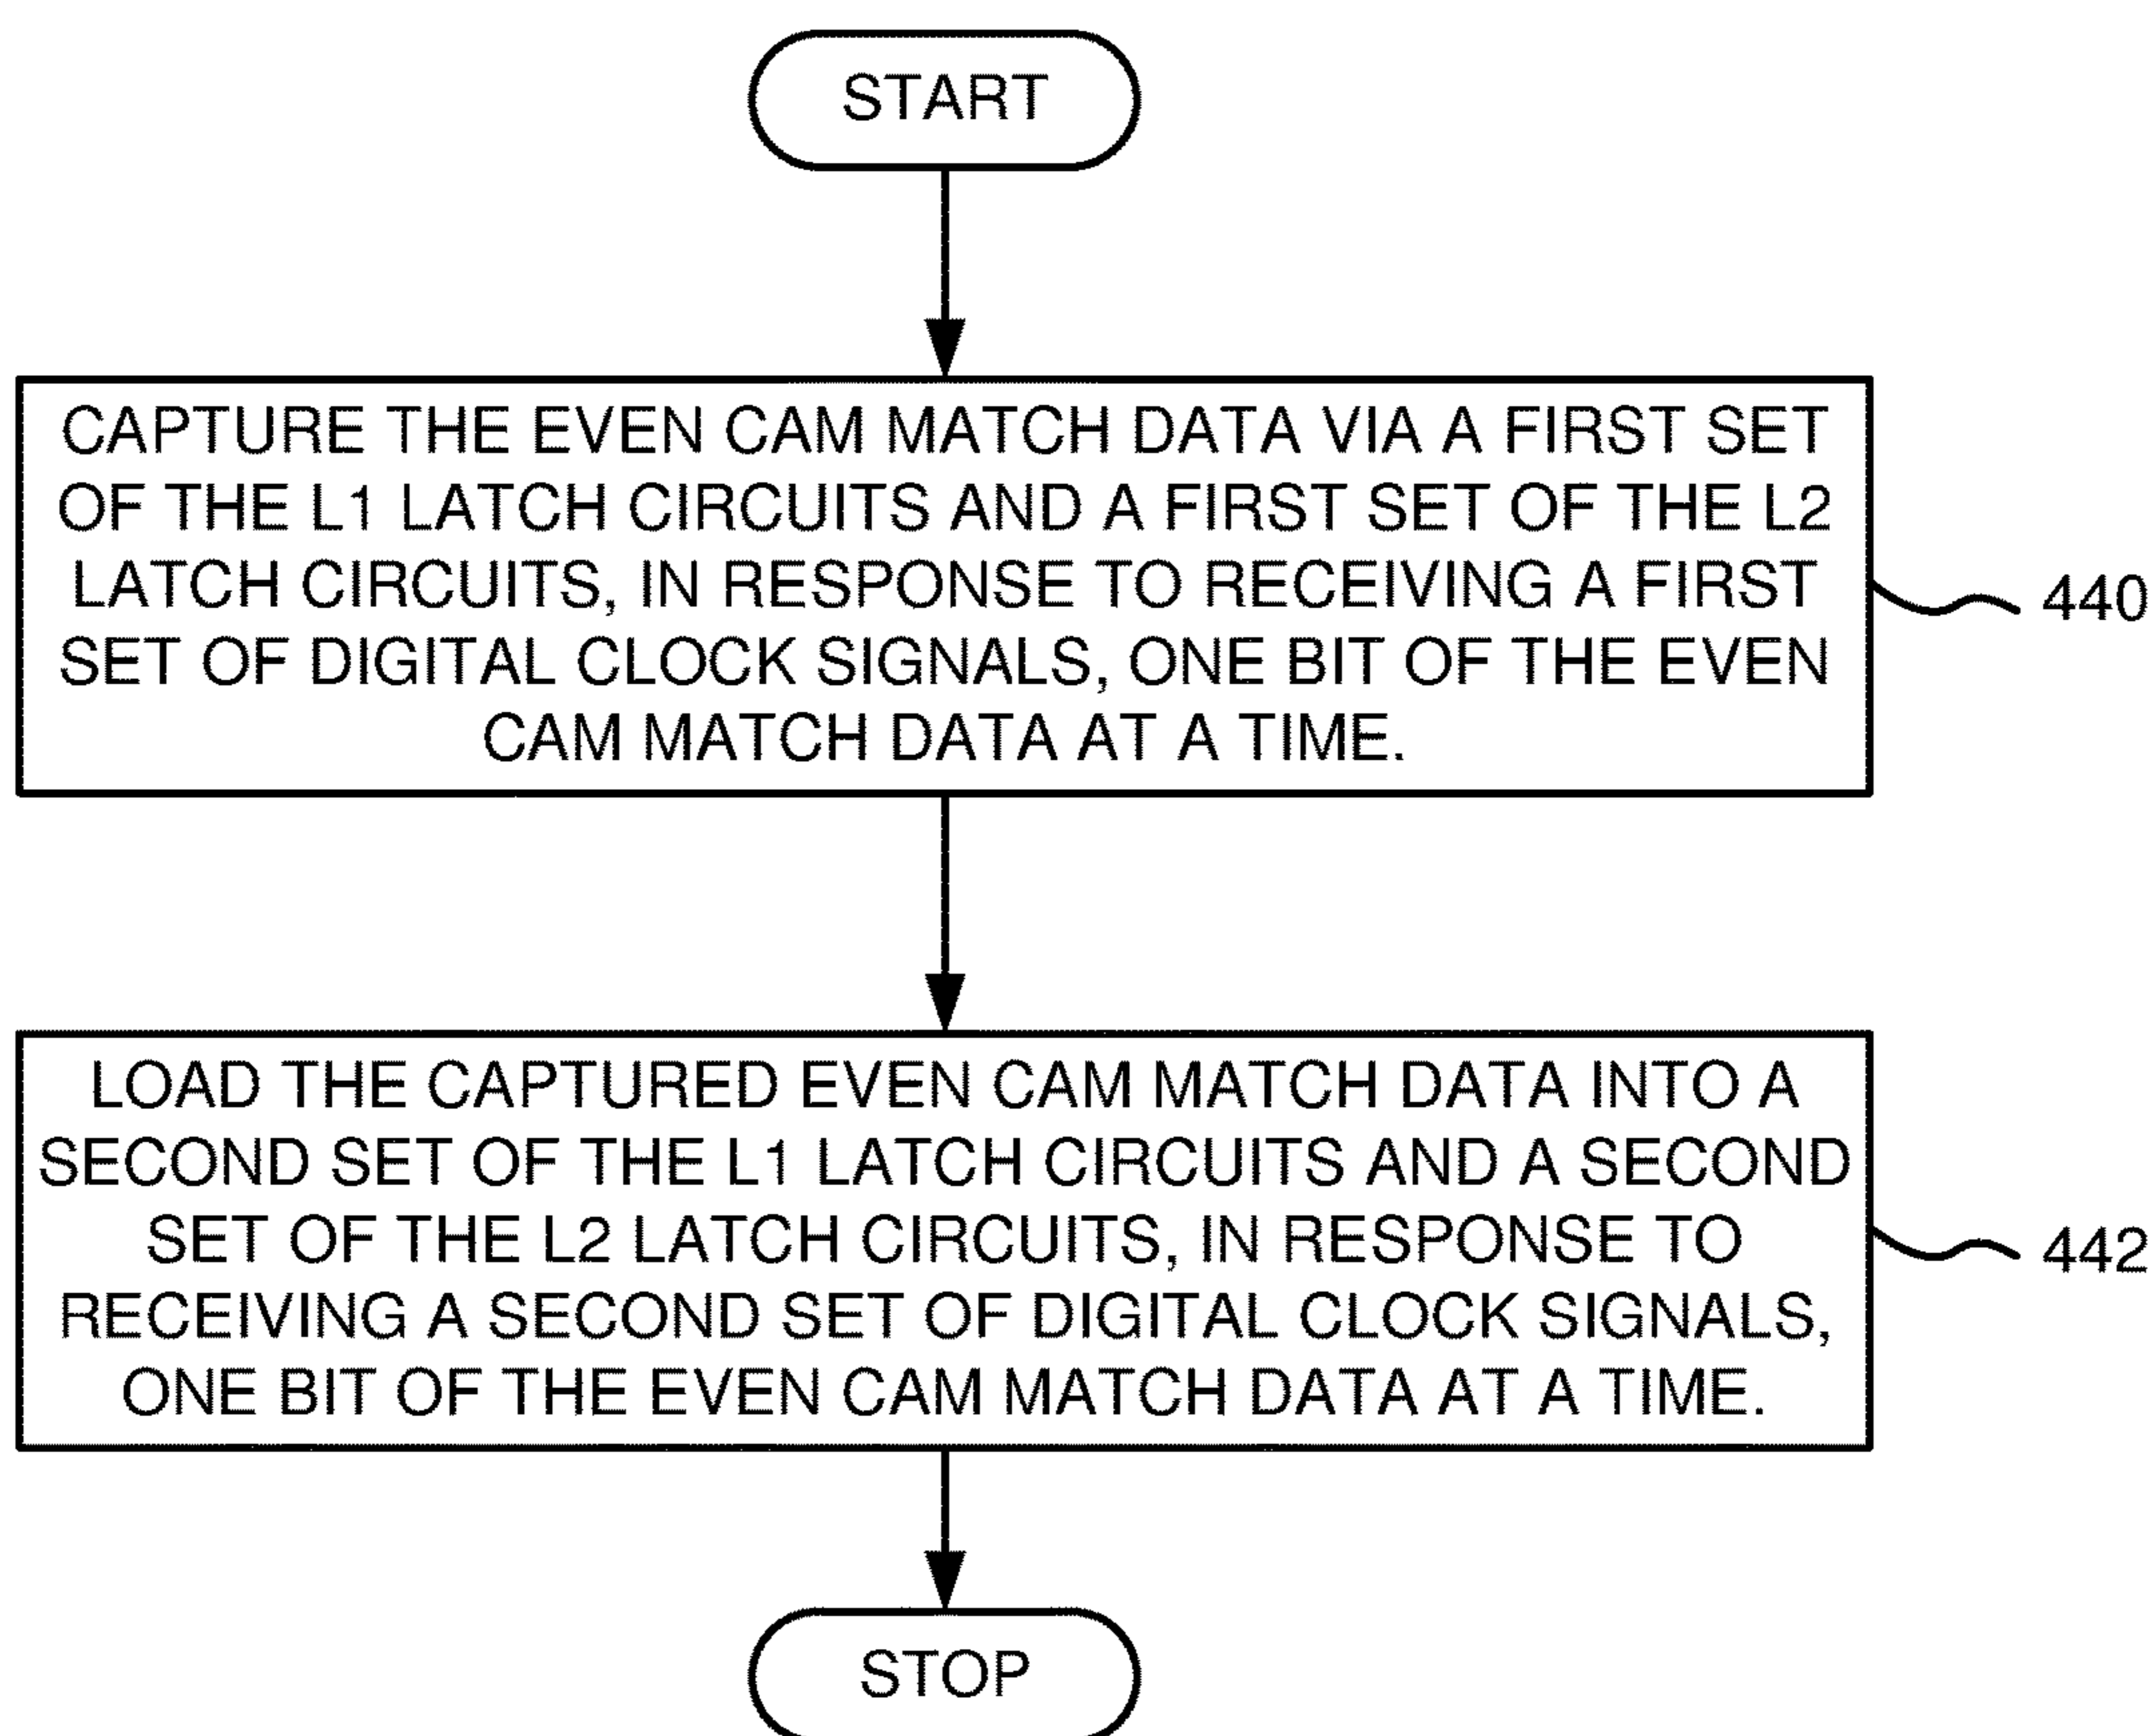 START
CAPTURE THE EVEN CAM MATCH DATA VIA A FIRST SET
OF THE L1 LATCH CIRCUITS AND A FIRST SET OF THE L2
LATCH CIRCUITS, IN RESPONSE TO RECEIVING A FIRST
SET OF DIGITAL CLOCK SIGNALS, ONE BIT OF THE EVEN
CAM MATCH DATA AT A TIME.
440
LOAD THE CAPTURED EVEN CAM MATCH DATA INTO A
SECOND SET OF THE L1 LATCH CIRCUITS AND A SECOND
SET OF THE L2 LATCH CIRCUITS, IN RESPONSE TO
RECEIVING A SECOND SET OF DIGITAL CLOCK SIGNALS,
ONE BIT OF THE EVEN CAM MATCH DATA AT A TIME.
442
STOP